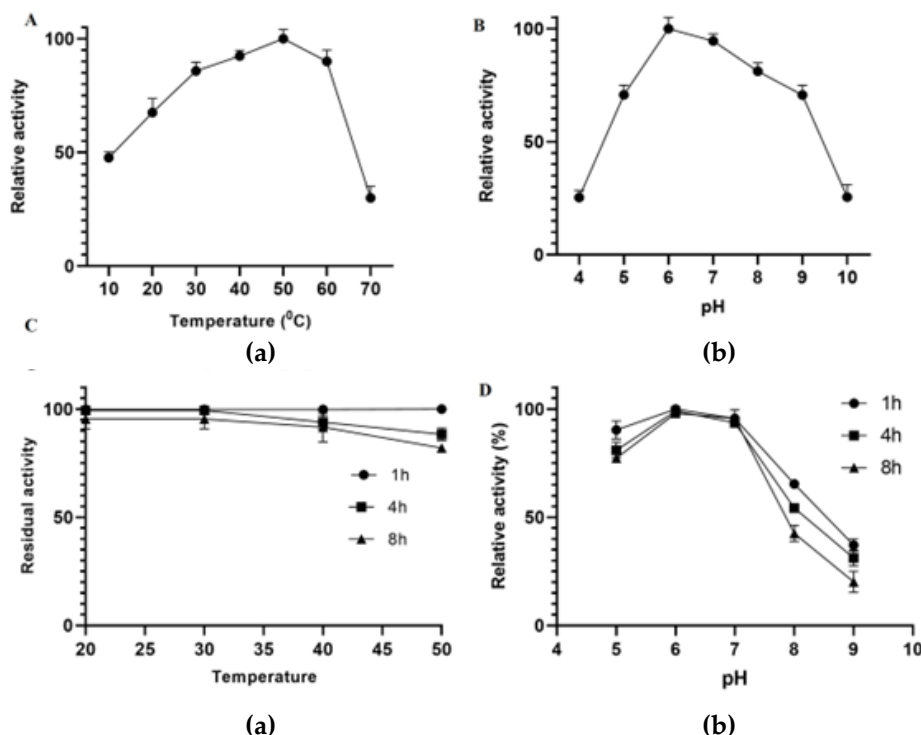 A
Relative activity
100
50
0
10 20 30 40 50 60 70
Temperature (⁰C)
(a)
B
Relative activity
100
50
0
4 5 6 7 8 9 10
pH
(b)
C
Residual activity
100
50
0
1h
4h
8h
20 25 30 35 40 45 50
Temperature
(a)
D
Relative activity (%)
100
50
0
1h
4h
8h
4 5 6 7 8 9 10
pH
(b)